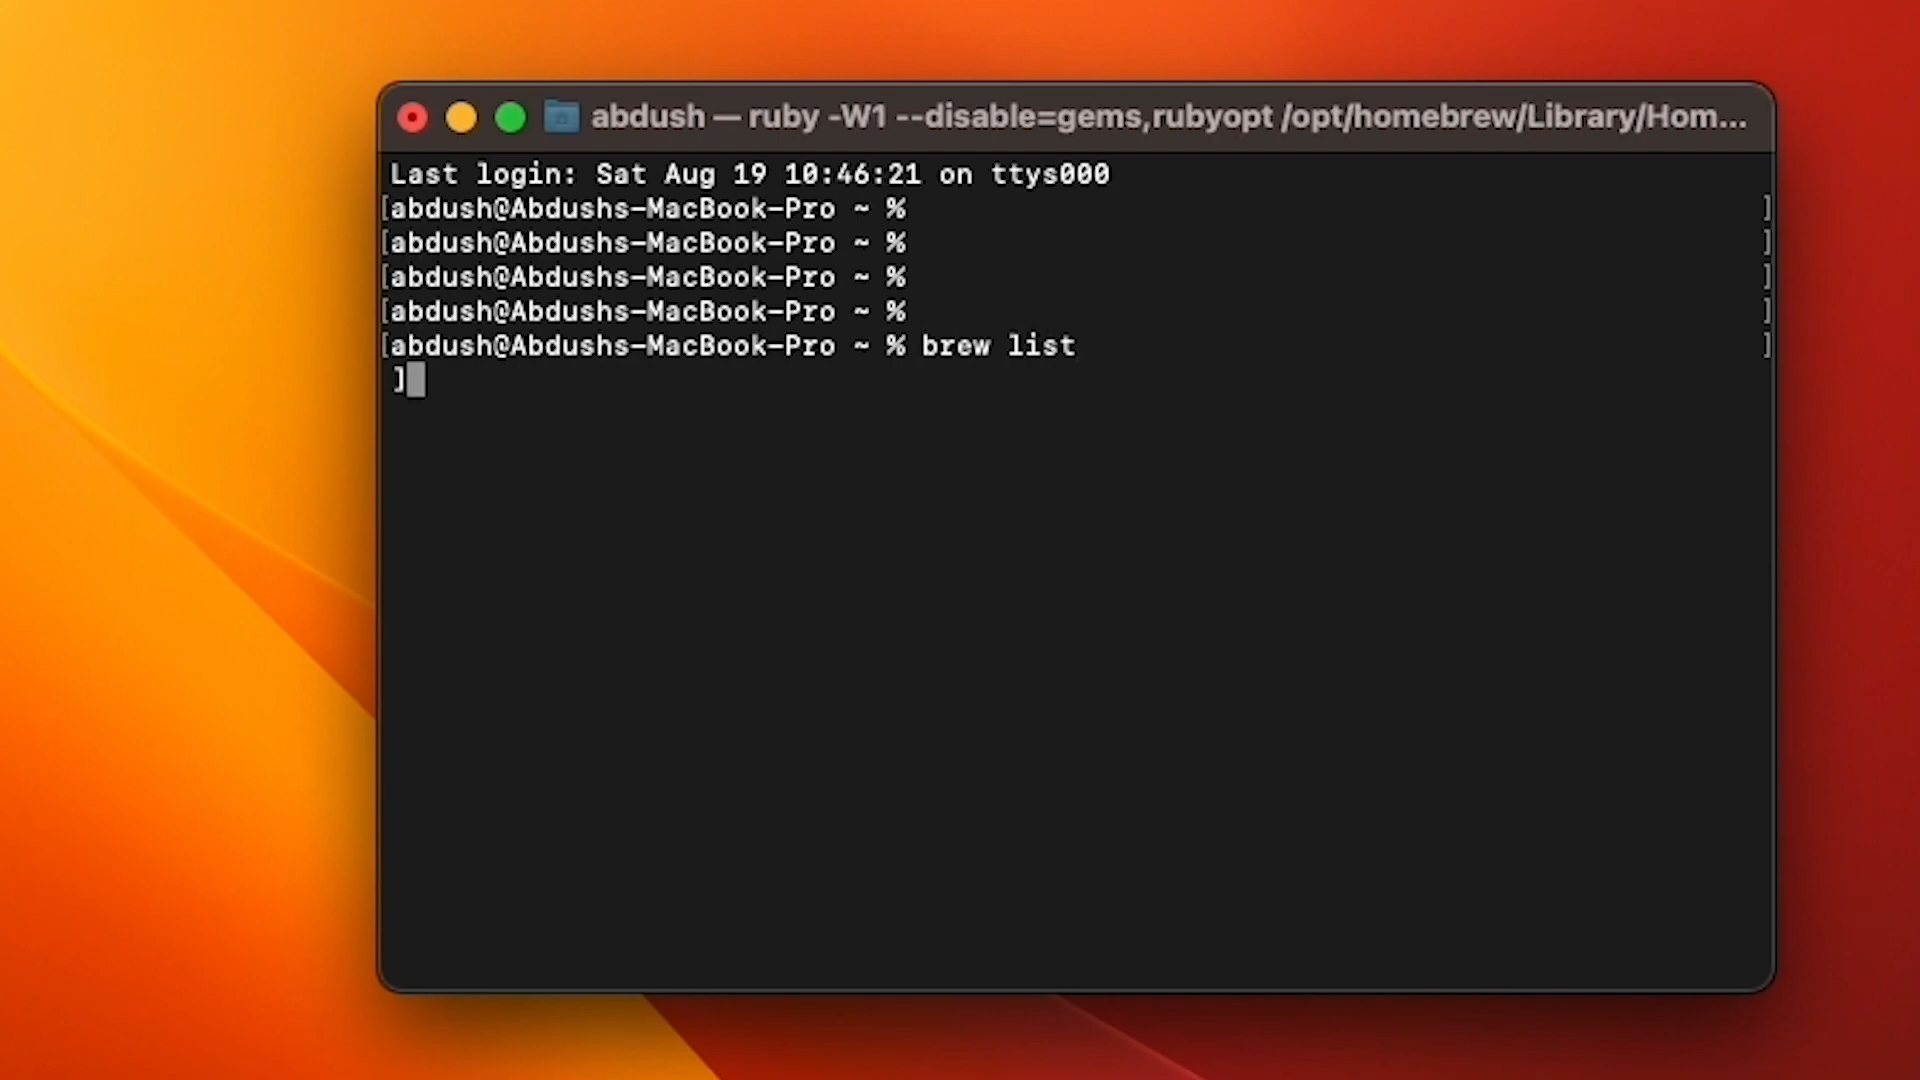 abdush — ruby -W1 --disable=gems,rubyopt /opt/homebrew/Library/Hom...
Last login: Sat Aug 19 10:46:21 on ttys000
[abdush@Abdushs-MacBook-Pro ~ % ]
[abdush@Abdushs-MacBook-Pro ~ % ]
[abdush@Abdushs-MacBook-Pro ~ % ]
[abdush@Abdushs-MacBook-Pro ~ % ]
[abdush@Abdushs-MacBook-Pro ~ % brew list ]
]